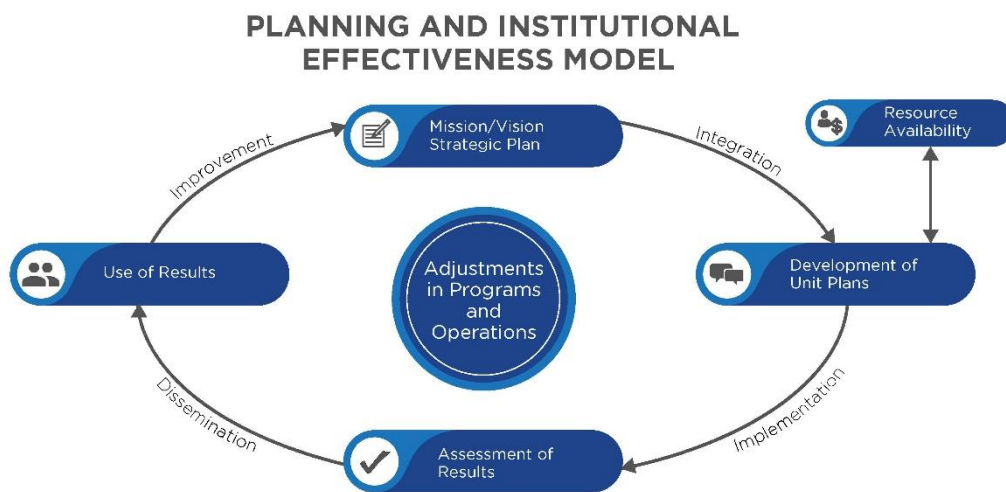 PLANNING AND INSTITUTIONAL
EFFECTIVENESS MODEL
Mission/Vision
Strategic Plan
Integration
Resource
Availability
Development of
Unit Plans
Implementation
Assessment of
Results
Dissemination
Use of Results
Improvement
Adjustments
in Programs
and
Operations